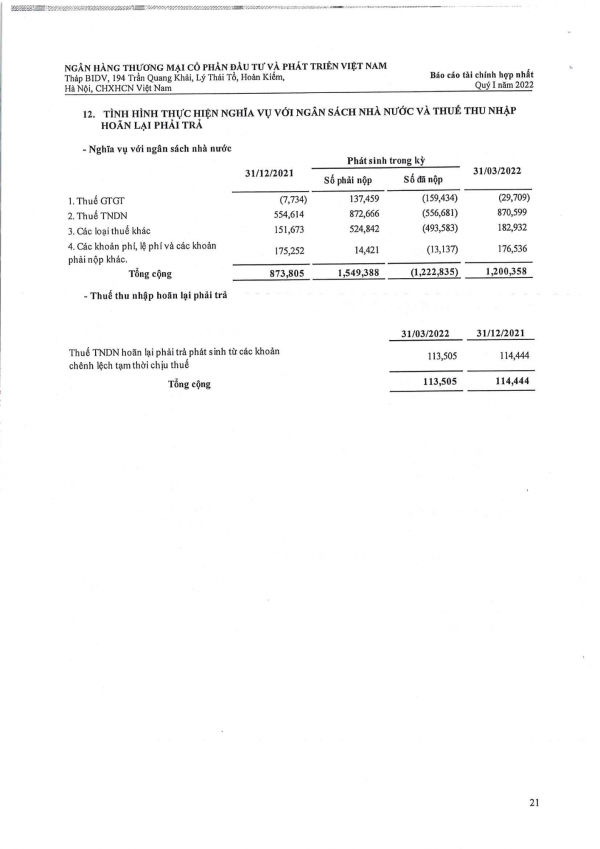 NGÂN HÀNG THƯƠNG MẠI CỔ PHẦN ĐẦU TƯ VÀ PHÁT TRIỂN VIỆT NAM
Tháp BIDV, 194 Trần Quang Khải, Lý Thái Tổ, Hoàn Kiếm,
Hà Nội, CHXHCN Việt Nam
Báo cáo tài chính hợp nhất
Quý I năm 2022
12. TÌNH HÌNH THỰC HIỆN NGHĨA VỤ VỚI NGÂN SÁCH NHÀ NƯỚC VÀ THUẾ THU NHẬP
HOÃN LẠI PHẢI TRẢ
- Nghĩa vụ với ngân sách nhà nước
Phát sinh trong kỳ
31/12/2021 Số phải nộp Số đã nộp 31/03/2022
1. Thuế GTGT (7,734) 137,459 (159,434) (29,709)
2. Thuế TNDN 554,614 872,666 (556,681) 870,599
3. Các loại thuế khác 151,673 524,842 (493,583) 182,932
4. Các khoản phí, lệ phí và các khoản
phải nộp khác. 175,252 14,421 (13,137) 176,536
Tổng cộng 873,805 1,549,388 (1,222,835) 1,200,358
- Thuế thu nhập hoãn lại phải trả
31/03/2022 31/12/2021
Thuế TNDN hoãn lại phải trả phát sinh từ các khoản
chênh lệch tạm thời chịu thuế 113,505 114,444
Tổng cộng 113,505 114,444
21